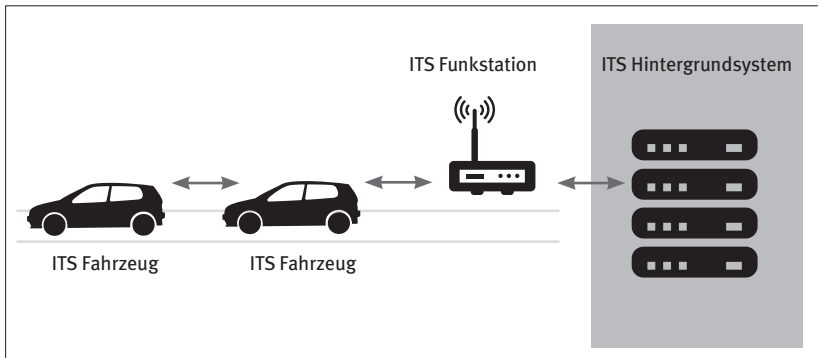 ITS Funkstation
ITS Hintergrundsystem
ITS Fahrzeug
ITS Fahrzeug